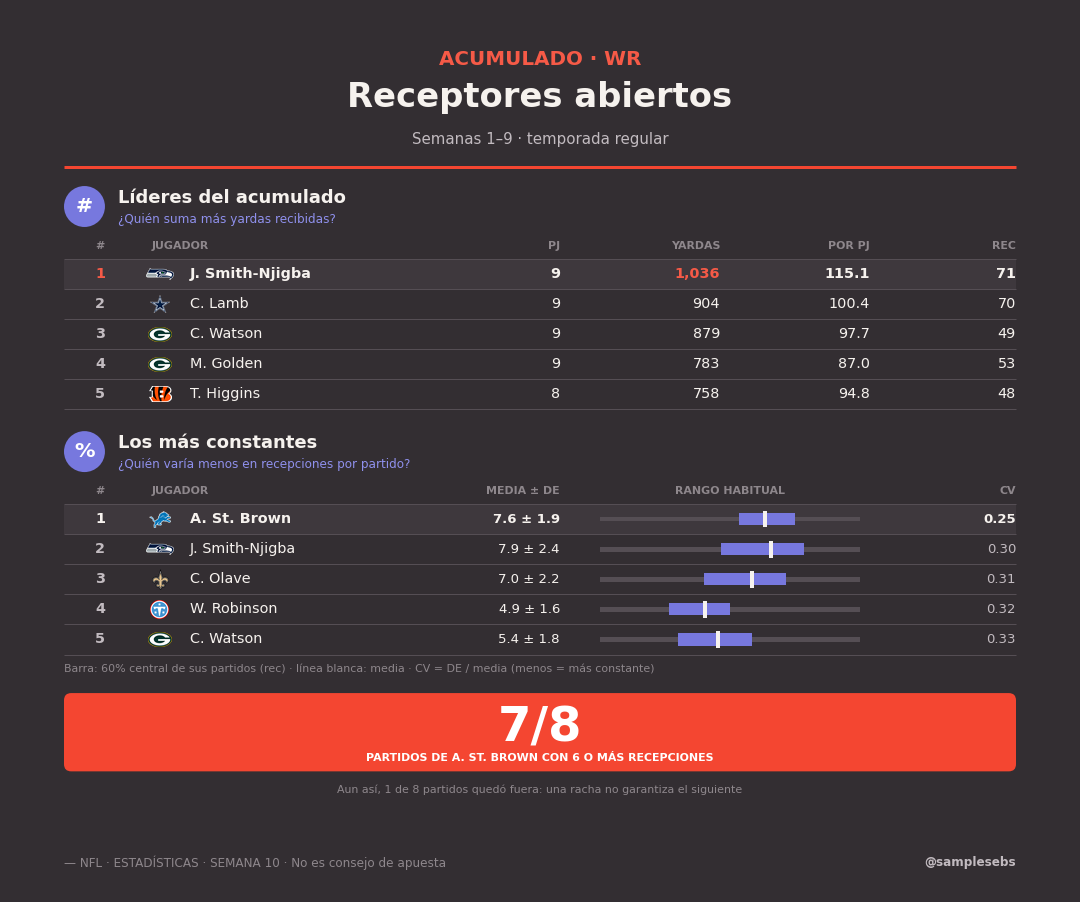 ACUMULADO · WR
Receptores abiertos
Semanas 1–9 · temporada regular
# Líderes del acumulado
¿Quién suma más yardas recibidas?
# JUGADOR PJ YARDAS POR PJ REC
1 J. Smith-Njigba 9 1,036 115.1 71
2 C. Lamb 9 904 100.4 70
3 C. Watson 9 879 97.7 49
4 M. Golden 9 783 87.0 53
5 T. Higgins 8 758 94.8 48
% Los más constantes
¿Quién varía menos en recepciones por partido?
# JUGADOR MEDIA ± DE RANGO HABITUAL CV
1 A. St. Brown 7.6 ± 1.9 0.25
2 J. Smith-Njigba 7.9 ± 2.4 0.30
3 C. Olave 7.0 ± 2.2 0.31
4 W. Robinson 4.9 ± 1.6 0.32
5 C. Watson 5.4 ± 1.8 0.33
Barra: 60% central de sus partidos (rec) · línea blanca: media · CV = DE / media (menos = más constante)
7/8
PARTIDOS DE A. ST. BROWN CON 6 O MÁS RECEPCIONES
Aun así, 1 de 8 partidos quedó fuera: una racha no garantiza el siguiente
— NFL · ESTADÍSTICAS · SEMANA 10 · No es consejo de apuesta
@samplesebs